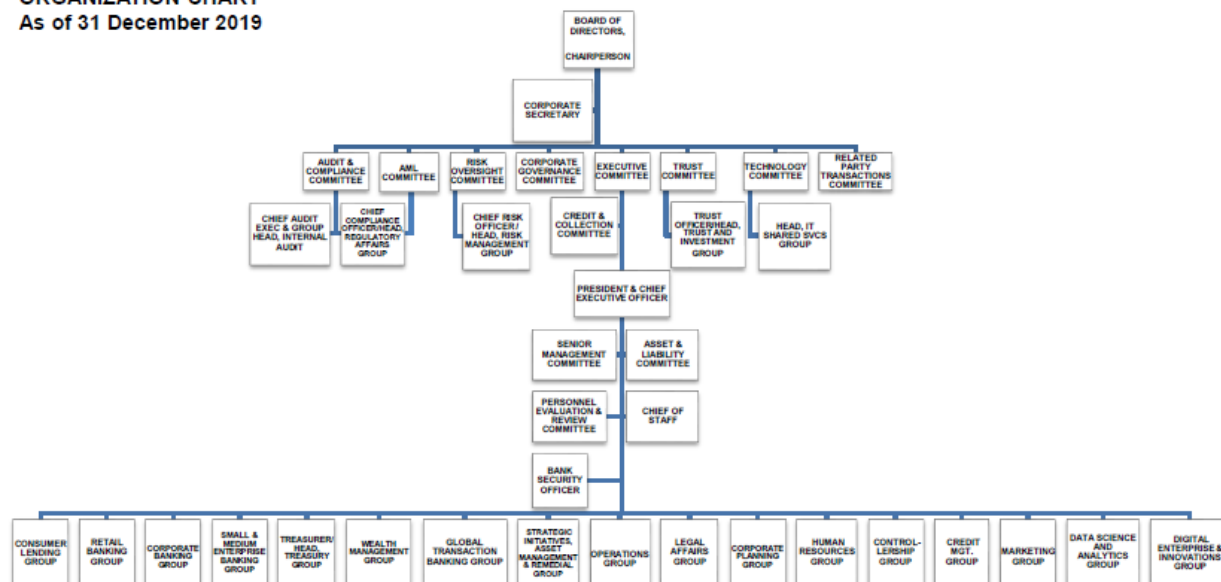 ORGANIZATION CHART
As of 31 December 2019
BOARD OF
DIRECTORS,
CHAIRPERSON
CORPORATE
SECRETARY
AUDIT &
COMPLIANCE
COMMITTEE
AML
COMMITTEE
RISK
OVERSIGHT
COMMITTEE
CORPORATE
GOVERNANCE
COMMITTEE
EXECUTIVE
COMMITTEE
TRUST
COMMITTEE
TECHNOLOGY
COMMITTEE
RELATED
PARTY
TRANSACTIONS
COMMITTEE
CHIEF AUDIT
EXEC & GROUP
HEAD, INTERNAL
AUDIT
CHIEF
COMPLIANCE
OFFICER/HEAD,
REGULATORY
AFFAIRS
GROUP
CHIEF RISK
OFFICER/
HEAD, RISK
MANAGEMENT
GROUP
CREDIT &
COLLECTION
COMMITTEE
TRUST
OFFICER/HEAD,
TRUST AND
INVESTMENT
GROUP
HEAD, IT
SHARED SVCS
GROUP
PRESIDENT & CHIEF
EXECUTIVE OFFICER
SENIOR
MANAGEMENT
COMMITTEE
ASSET &
LIABILITY
COMMITTEE
PERSONNEL
EVALUATION &
REVIEW
COMMITTEE
CHIEF OF
STAFF
BANK
SECURITY
OFFICER
CONSUMER
LENDING
GROUP
RETAIL
BANKING
GROUP
CORPORATE
BANKING
GROUP
SMALL &
MEDIUM
ENTERPRISE
BANKING
GROUP
TREASURER/
HEAD,
TREASURY
GROUP
WEALTH
MANAGEMENT
GROUP
GLOBAL
TRANSACTION
BANKING GROUP
STRATEGIC
INITIATIVES,
ASSET
MANAGEMENT
& REMEDIAL
GROUP
OPERATIONS
GROUP
LEGAL
AFFAIRS
GROUP
CORPORATE
PLANNING
GROUP
HUMAN
RESOURCES
GROUP
CONTROL-
LERSHIP
GROUP
CREDIT
MGT.
GROUP
MARKETING
GROUP
DATA SCIENCE
AND
ANALYTICS
GROUP
DIGITAL
ENTERPRISE &
INNOVATIONS
GROUP